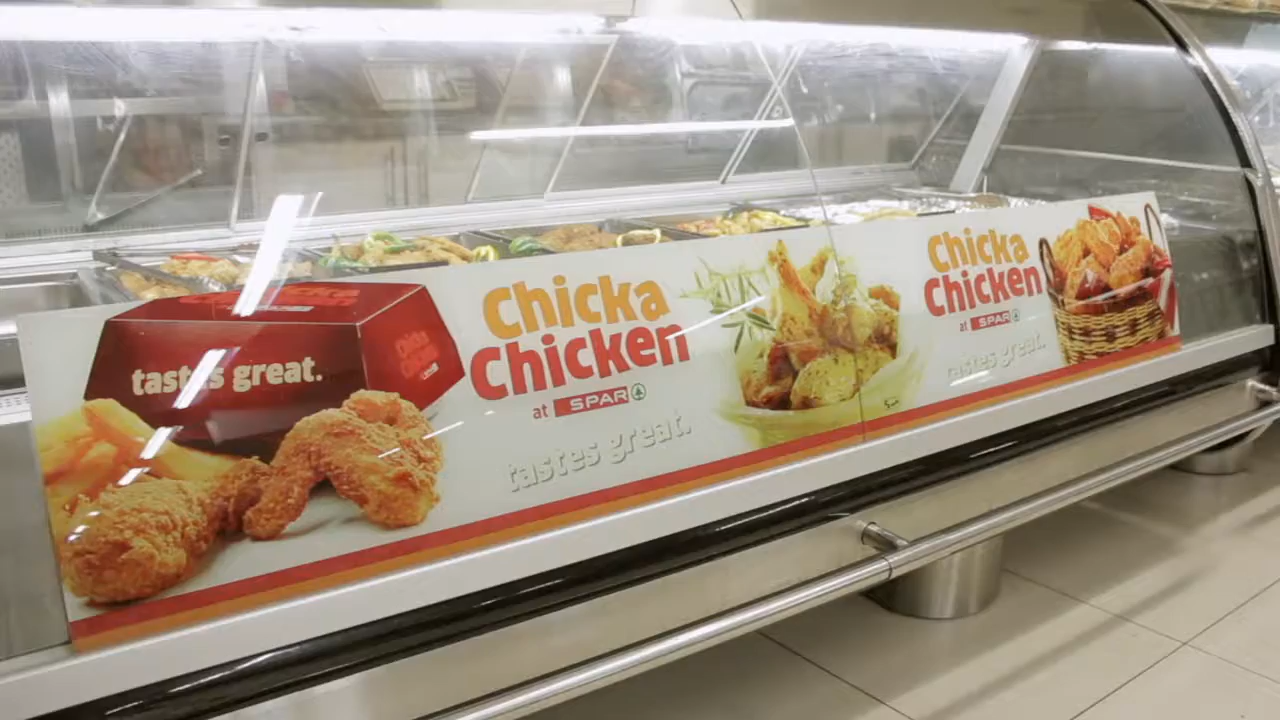 tastes great.
Chicka
Chicken
at SPAR
tastes great.
Chicka
Chicken
at SPAR
tastes great.